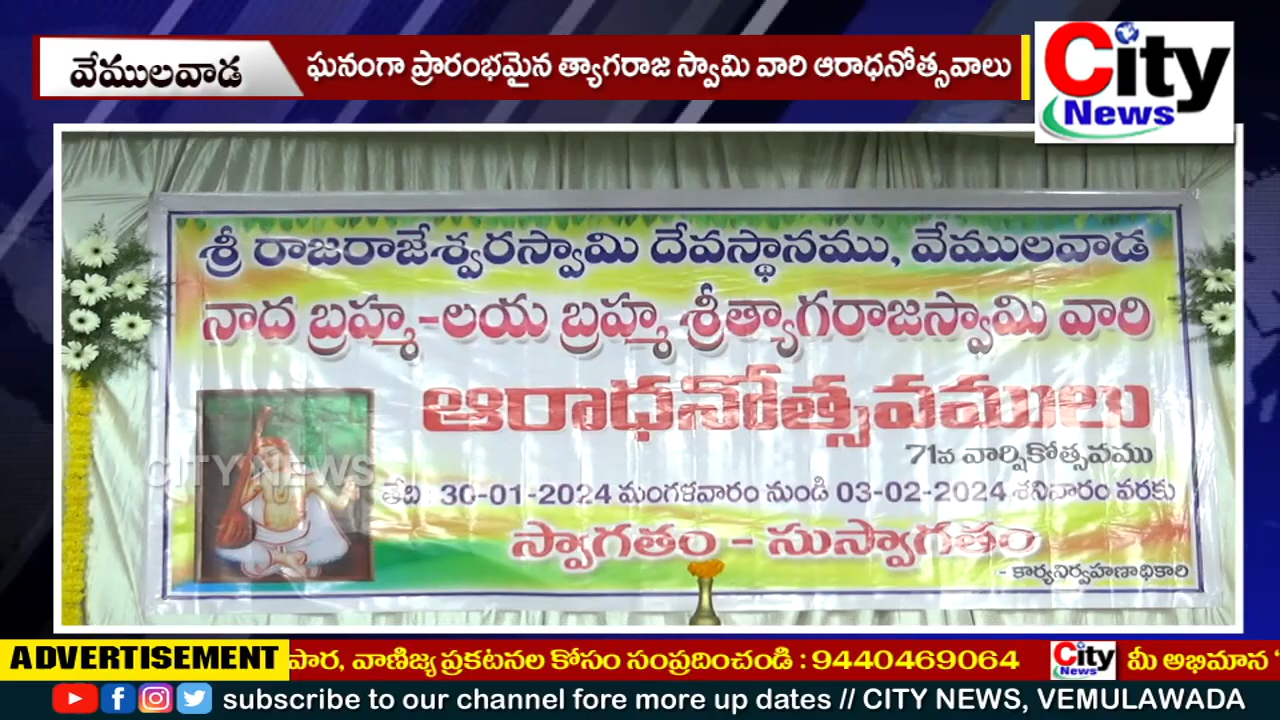 వేములవాడ
ఘనంగా ప్రారంభమైన త్యాగరాజ స్వామి వారి ఆరాధనోత్సవాలు
City
News
శ్రీ రాజరాజేశ్వరస్వామి దేవస్థానము, వేములవాడ
నాద బ్రహ్మ-లయ బ్రహ్మ శ్రీత్యాగరాజస్వామి వారి
ఆరాధనోత్సవములు
71వ వార్షికోత్సవము
CITY NEWS
తేది : 30-01-2024 మంగళవారం నుండి 03-02-2024 శనివారం వరకు
స్వాగతం - సుస్వాగతం
- కార్యనిర్వహణాధికారి
ADVERTISEMENT
పార, వాణిజ్య ప్రకటనల కోసం సంప్రదించండి : 9440469064
City
News
మీ అభిమాన '
subscribe to our channel fore more up dates // CITY NEWS, VEMULAWADA